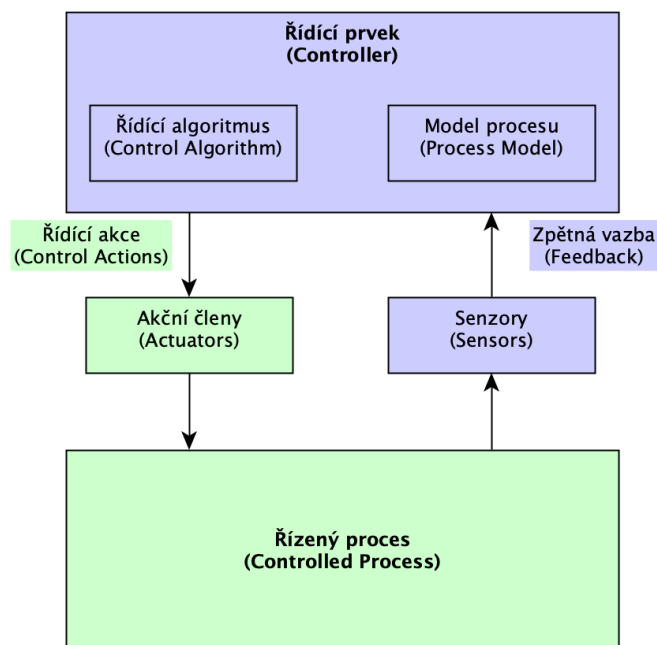 Řídící prvek
(Controller)
Řídící algoritmus
(Control Algorithm)
Model procesu
(Process Model)
Řídící akce
(Control Actions)
Zpětná vazba
(Feedback)
Akční členy
(Actuators)
Senzory
(Sensors)
Řízený proces
(Controlled Process)